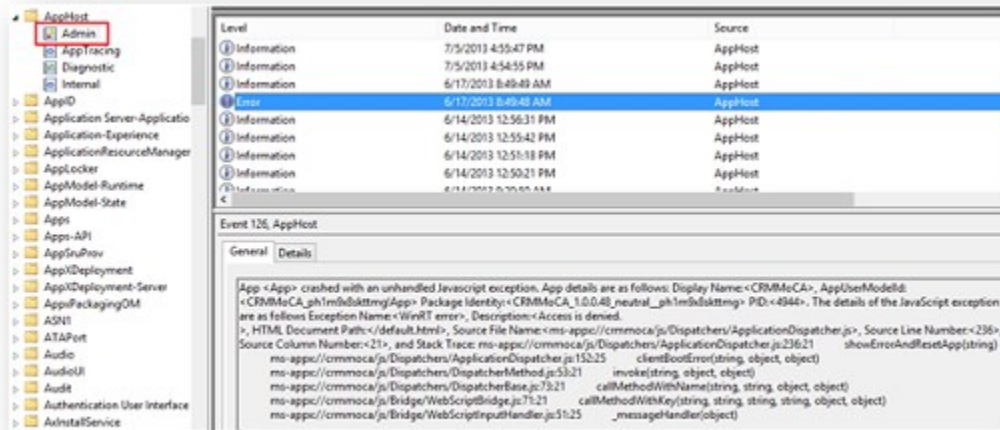 AppHost
Admin
AppTracing
Diagnostic
Internal
AppID
Application Server-Applicatio
Application-Experience
ApplicationResourceManager
AppLocker
AppModel-Runtime
AppModel-State
Apps
Apps-API
AppSruProv
AppXDeployment
AppXDeployment-Server
AppxPackagingOM
ASN1
ATAPort
Audio
AudioUI
Audit
Authentication User Interface
AxInstallService
Level Date and Time Source
Information 7/5/2013 4:55:47 PM AppHost
Information 7/5/2013 4:54:55 PM AppHost
Information 6/17/2013 8:49:49 AM AppHost
Error 6/17/2013 8:49:48 AM AppHost
Information 6/14/2013 12:56:31 PM AppHost
Information 6/14/2013 12:55:42 PM AppHost
Information 6/14/2013 12:51:18 PM AppHost
Information 6/14/2013 12:50:21 PM AppHost
Event 126, AppHost
General Details
App <App> crashed with an unhandled Javascript exception. App details are as follows: Display Name:<CRMMoCA>, AppUserModelId:
<CRMMoCA_ph1m9x8skttmg!App> Package Identity:<CRMMoCA_1.0.0.48_neutral__ph1m9x8skttmg> PID:<4944>. The details of the JavaScript exception
are as follows Exception Name:<WinRT error>, Description:<Access is denied.
>, HTML Document Path:</default.html>, Source File Name:<ms-appx://crmmoca/js/Dispatchers/ApplicationDispatcher.js>, Source Line Number:<236>
Source Column Number:<21>, and Stack Trace: ms-appx://crmmoca/js/Dispatchers/ApplicationDispatcher.js:236:21 showErrorAndResetApp(string)
ms-appx://crmmoca/js/Dispatchers/ApplicationDispatcher.js:152:25 clientBootError(string, object, object)
ms-appx://crmmoca/js/Dispatchers/DispatcherMethod.js:53:21 invoke(string, object, object)
ms-appx://crmmoca/js/Dispatchers/DispatcherBase.js:73:21 callMethodWithName(string, string, object, object)
ms-appx://crmmoca/js/Bridge/WebScriptBridge.js:71:21 callMethodWithKey(string, string, string, string, object, object)
ms-appx://crmmoca/js/Bridge/WebScriptInputHandler.js:51:25 _messageHandler(object)